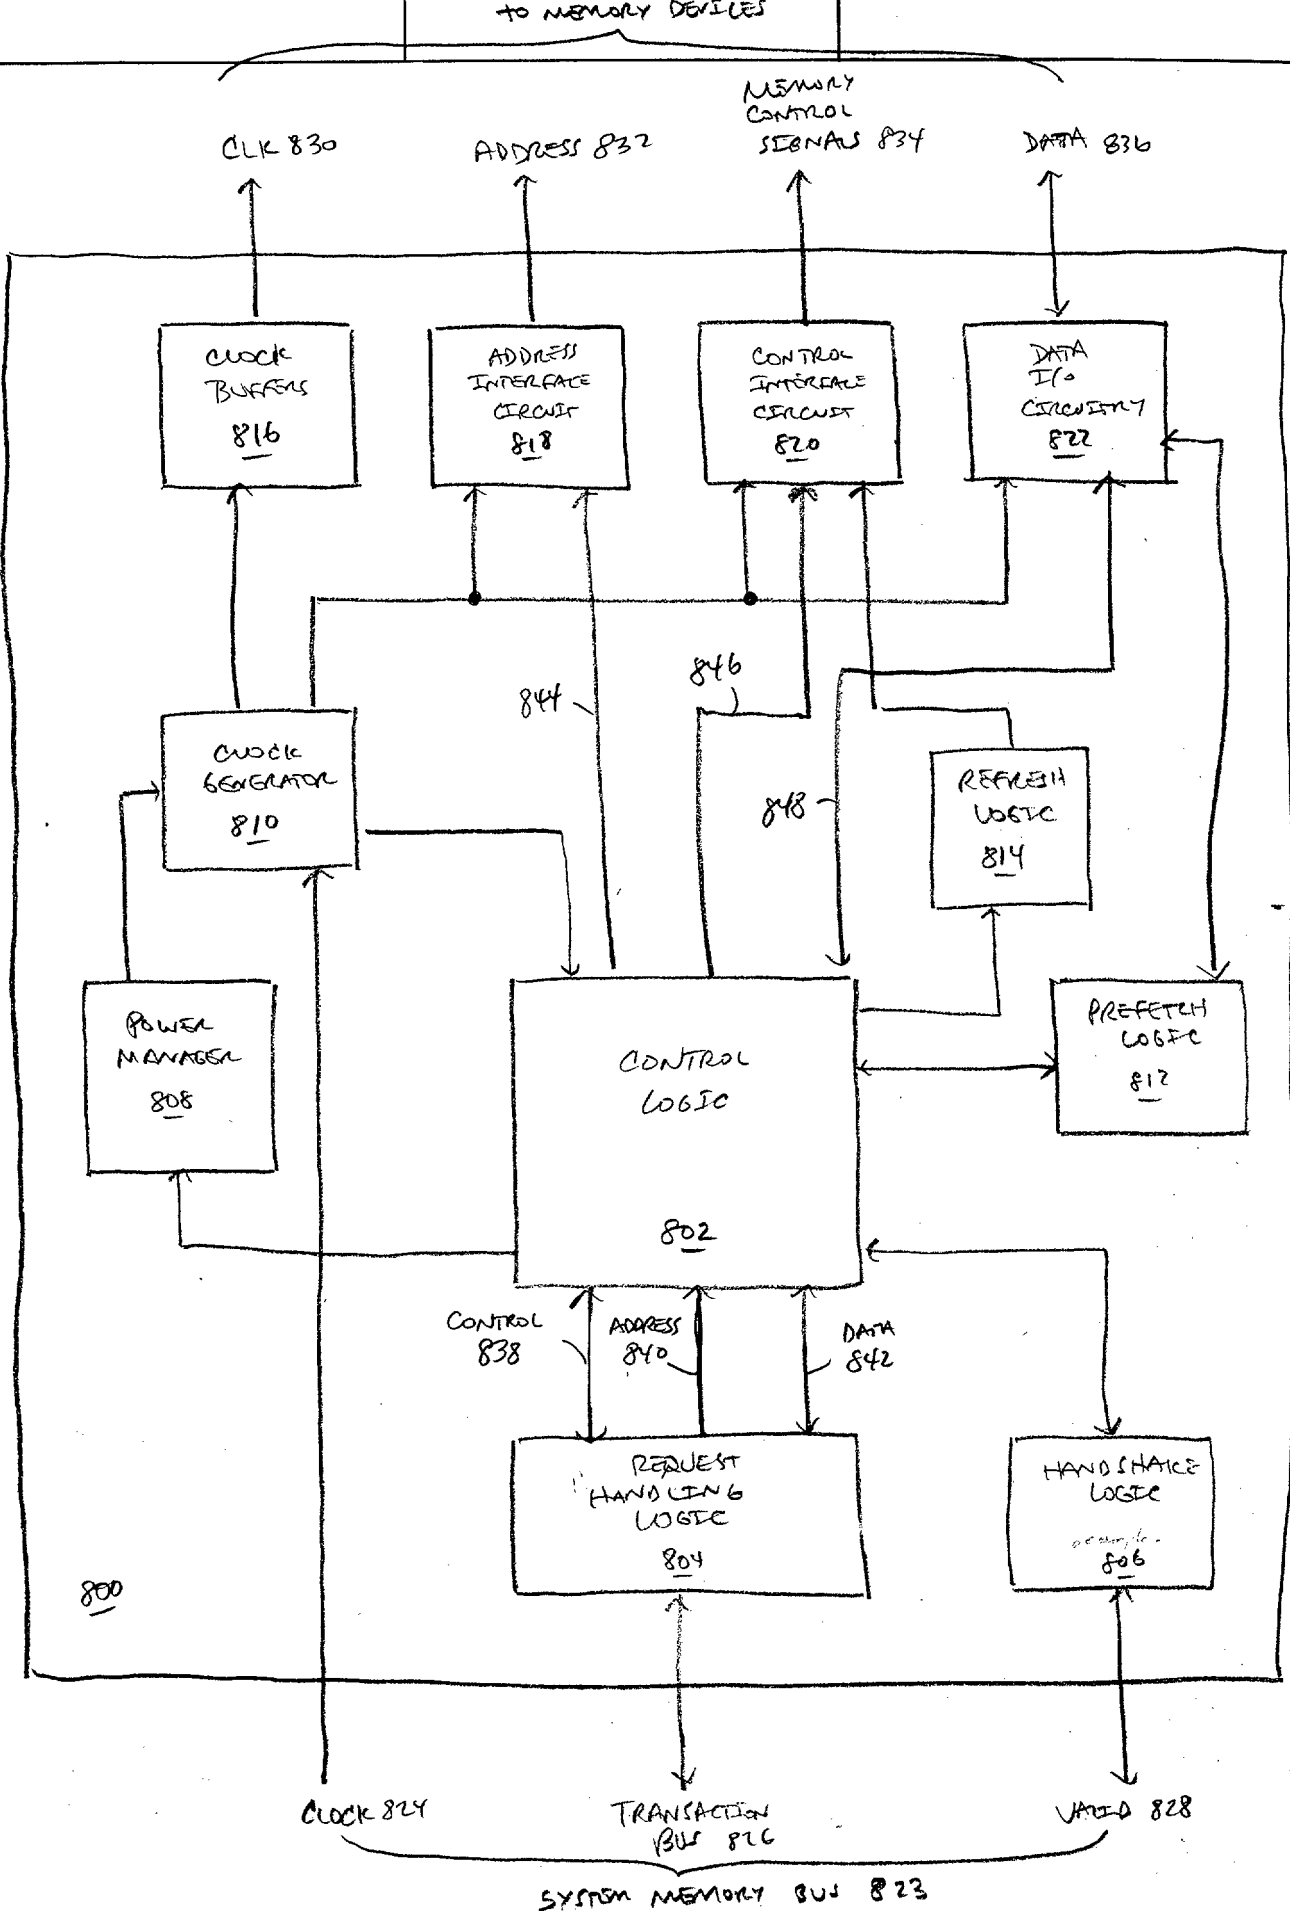 TO MEMORY DEVICES
CLK 830
ADDRESS 832
MEMORY
CONTROL
SIGNALS 834
DATA 836
CLOCK
BUFFERS
816
ADDRESS
INTERFACE
CIRCUIT
818
CONTROL
INTERFACE
CIRCUIT
820
DATA
I/O
CIRCUITRY
822
844
846
848
CLOCK
GENERATOR
810
REFRESH
LOGIC
814
POWER
MANAGER
808
CONTROL
LOGIC
802
PREFETCH
LOGIC
812
CONTROL
838
ADDRESS
840
DATA
842
REQUEST
HANDLING
LOGIC
804
HANDSHAKE
LOGIC
806
800
CLOCK 824
TRANSACTION
BUS 826
VALID 828
SYSTEM MEMORY BUS 823